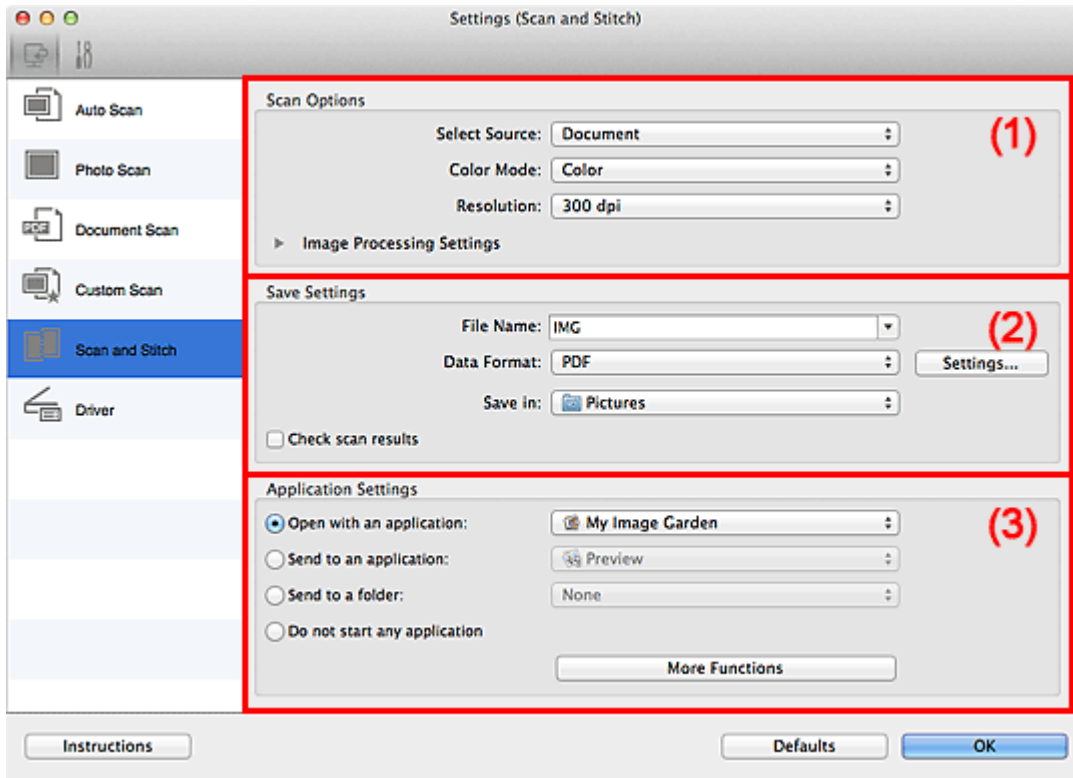 Settings (Scan and Stitch)
Auto Scan
Photo Scan
PDF
Document Scan
Custom Scan
Scan and Stitch
Driver
Scan Options
(1)
Select Source: Document
Color Mode: Color
Resolution: 300 dpi
Image Processing Settings
Save Settings
(2)
File Name: IMG
Data Format: PDF
Settings...
Save in: Pictures
Check scan results
Application Settings
(3)
Open with an application: My Image Garden
Send to an application: Preview
Send to a folder: None
Do not start any application
More Functions
Instructions
Defaults
OK